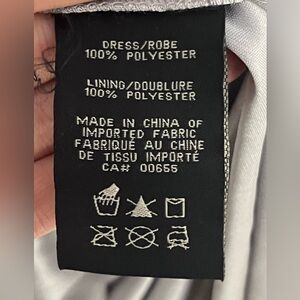 DRESS/ROBE
100% POLYESTER
LINING/DOUBLURE
100% POLYESTER
MADE IN CHINA OF
IMPORTED FABRIC
FABRIQUÉ AU CHINE
DE TISSU IMPORTÉ
CA# 00655